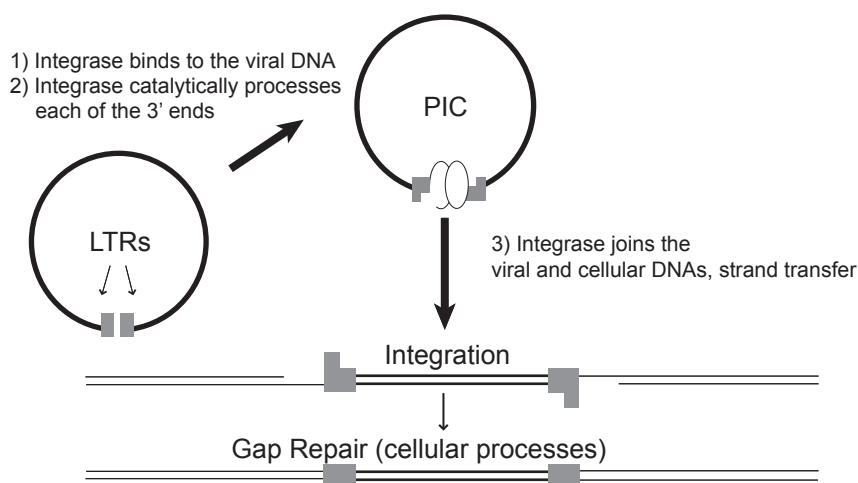 1) Integrase binds to the viral DNA
2) Integrase catalytically processes
each of the 3’ ends
PIC
LTRs
3) Integrase joins the
viral and cellular DNAs, strand transfer
Integration
Gap Repair (cellular processes)